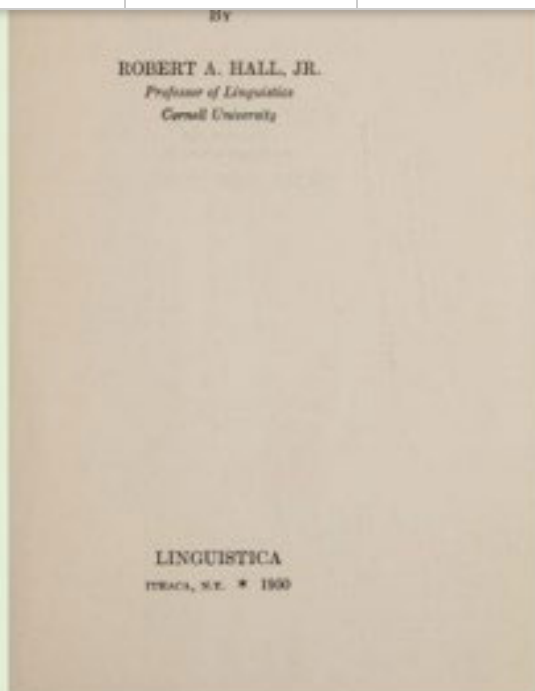 BY
ROBERT A. HALL, JR.
Professor of Linguistics
Cornell University
LINGUISTICA
ITHACA, N.Y. * 1950